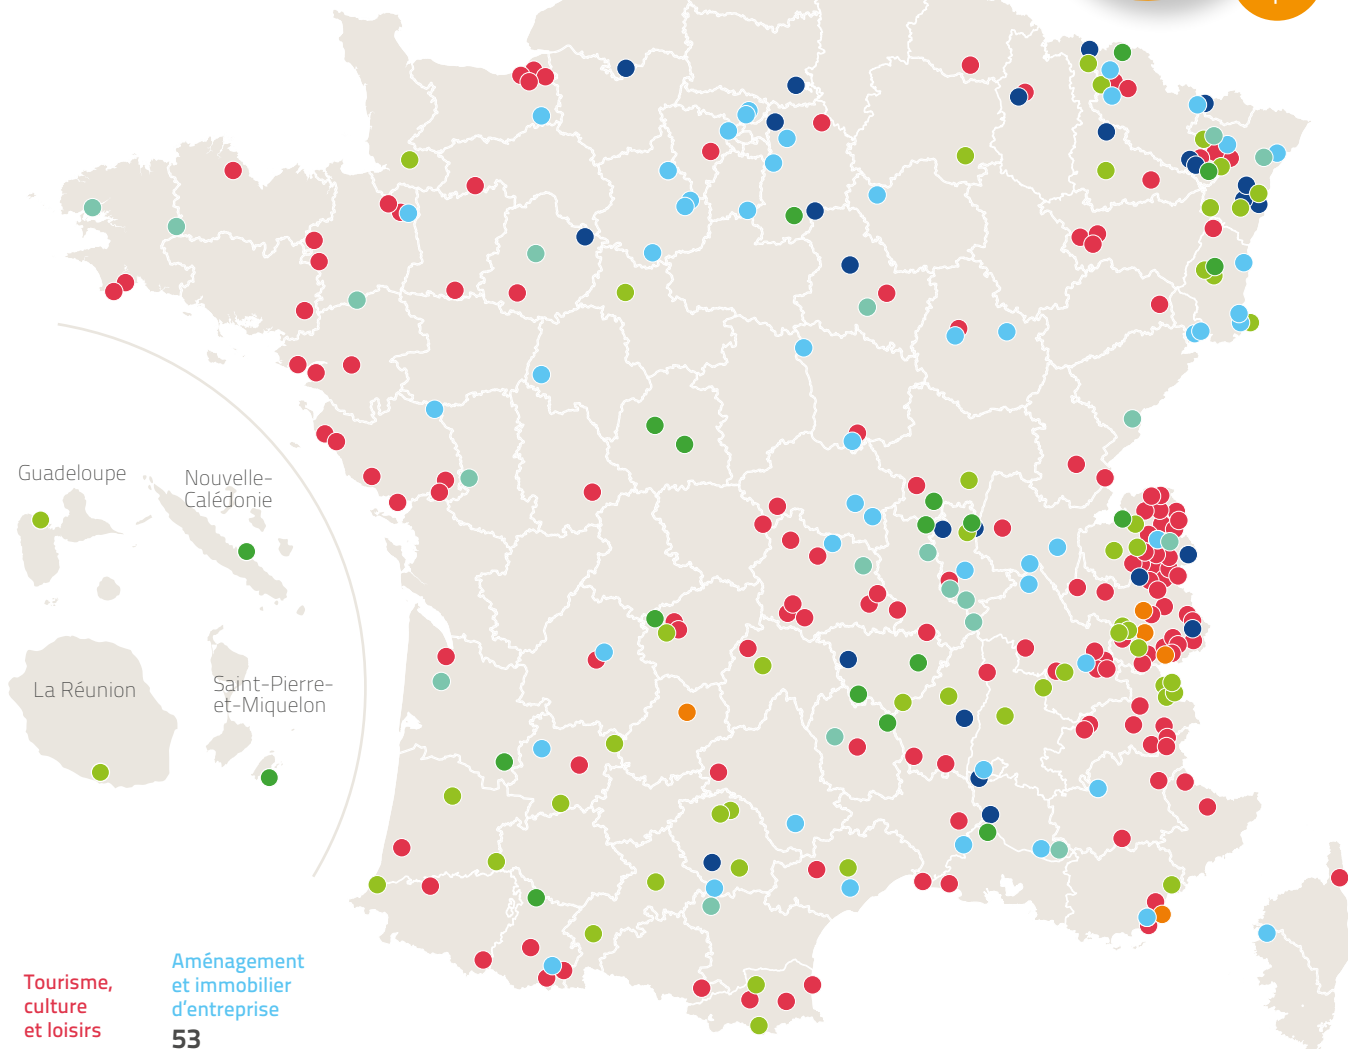 Guadeloupe
Nouvelle-
Calédonie
La Réunion
Saint-Pierre-
et-Miquelon
Tourisme,
culture
et loisirs
Aménagement
et immobilier
d'entreprise
53